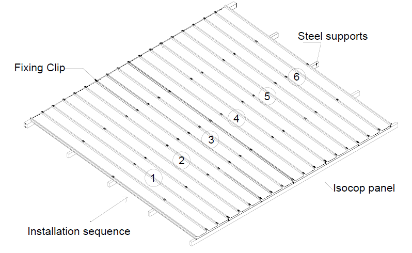 Steel supports
Fixing Clip
6
5
4
3
2
1
Isocop panel
Installation sequence